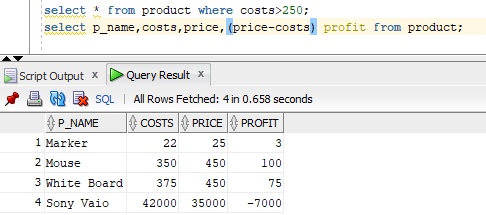 select * from product where costs>250;
select p_name,costs,price,(price-costs) profit from product;
Script Output × Query Result ×
SQL | All Rows Fetched: 4 in 0.658 seconds
P_NAME COSTS PRICE PROFIT
1 Marker 22 25 3
2 Mouse 350 450 100
3 White Board 375 450 75
4 Sony Vaio 42000 35000 -7000